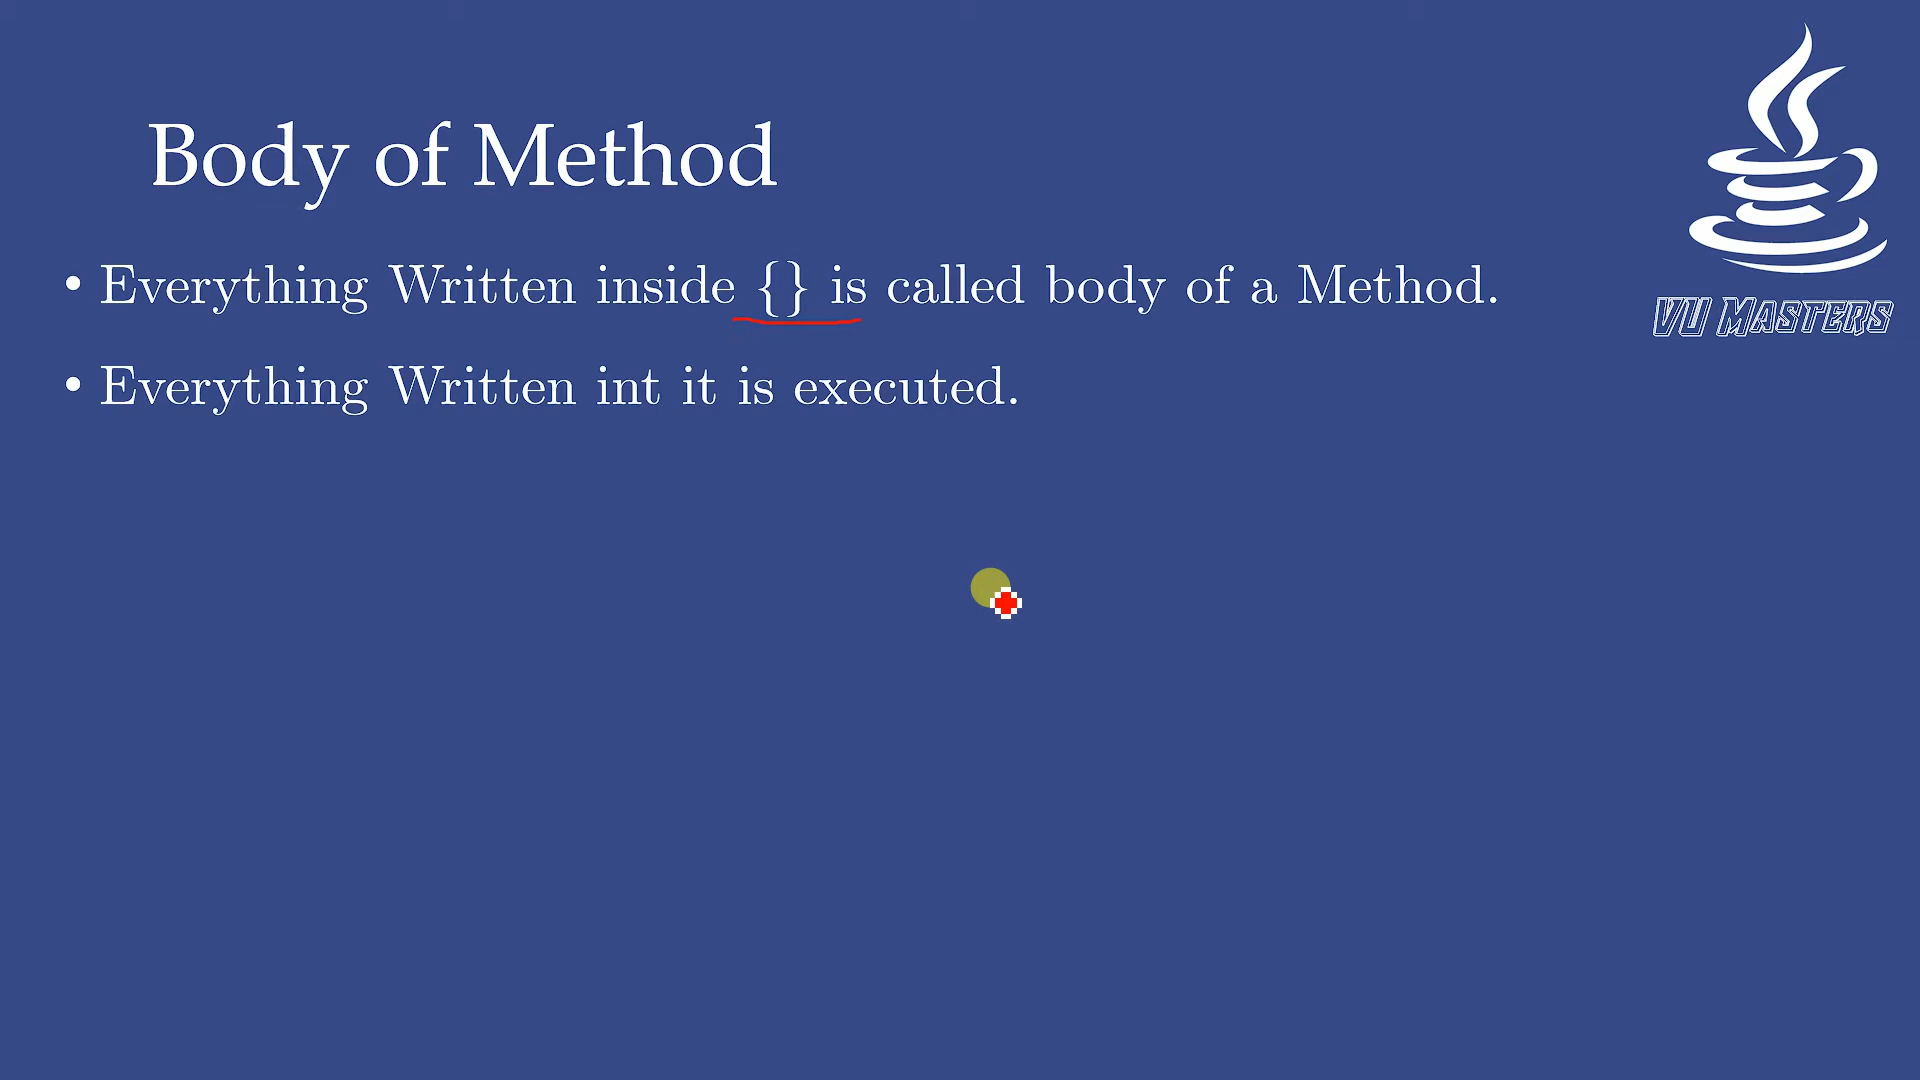 Body of Method
• Everything Written inside {} is called body of a Method.
• Everything Written int it is executed.
VU Masters